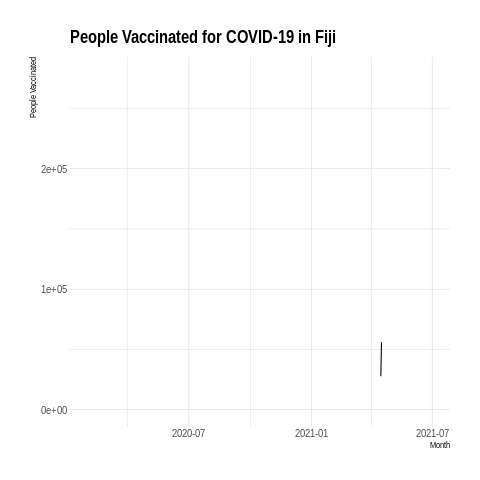 People Vaccinated for COVID-19 in Fiji
People Vaccinated
2e+05
1e+05
0e+00
2020-07
2021-01
2021-07
Month